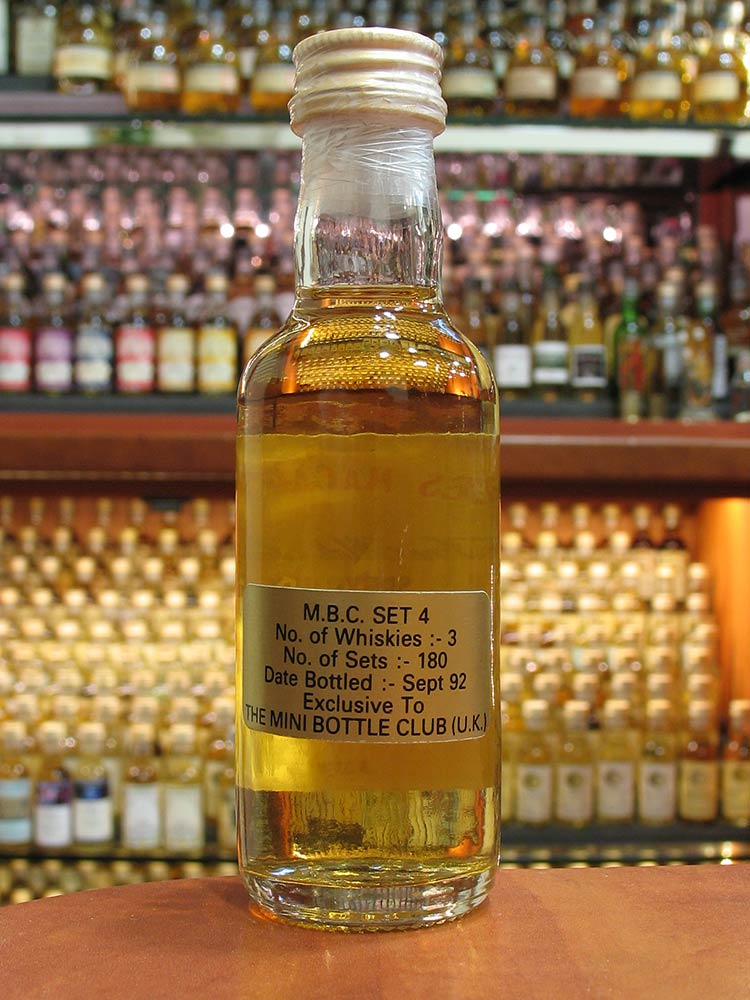 M.B.C. SET 4
No. of Whiskies :- 3
No. of Sets :- 180
Date Bottled :- Sept 92
Exclusive To
THE MINI BOTTLE CLUB (U.K.)